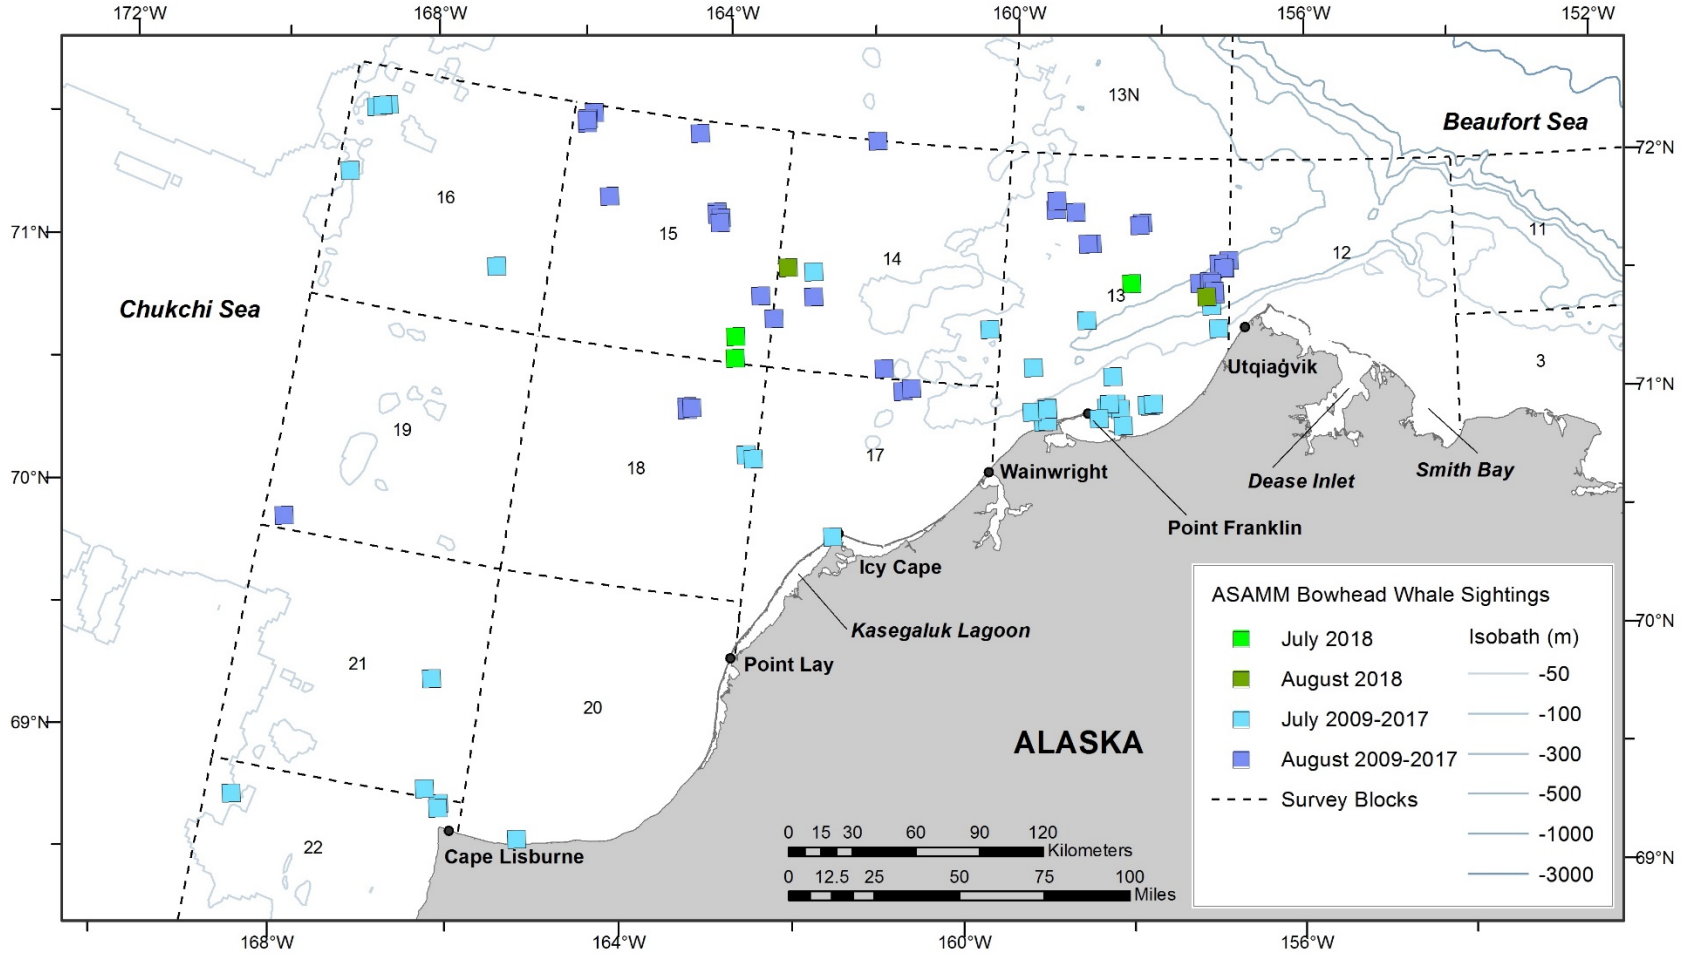 172°W
168°W
164°W
160°W
156°W
152°W
13N
Beaufort Sea
72°N
16
71°N
15
11
14
12
13
Chukchi Sea
3
Utqiaġvik
71°N
19
17
18
70°N
Wainwright
Smith Bay
Dease Inlet
Point Franklin
Icy Cape
Kasegaluk Lagoon
70°N
21
Point Lay
20
69°N
ALASKA
22
Cape Lisburne
69°N
ASAMM Bowhead Whale Sightings
July 2018
August 2018
July 2009-2017
August 2009-2017
Survey Blocks
Isobath (m)
-50
-100
-300
-500
-1000
-3000
0 15 30 60 90 120
Kilometers
0 12.5 25 50 75 100
Miles
168°W
164°W
160°W
156°W